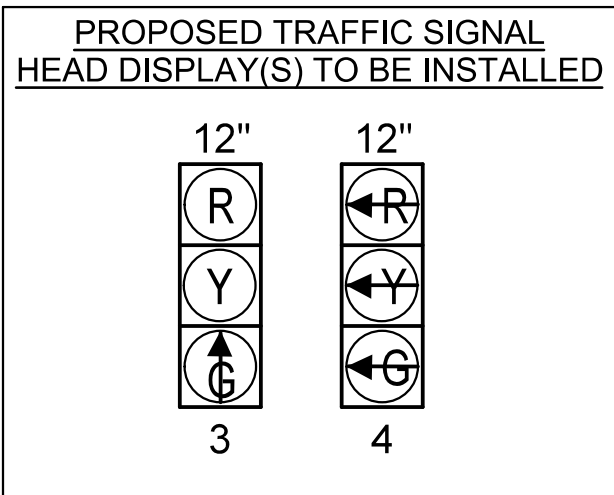 PROPOSED TRAFFIC SIGNAL
HEAD DISPLAY(S) TO BE INSTALLED
12" 12"
R R
Y Y
G G
3 4